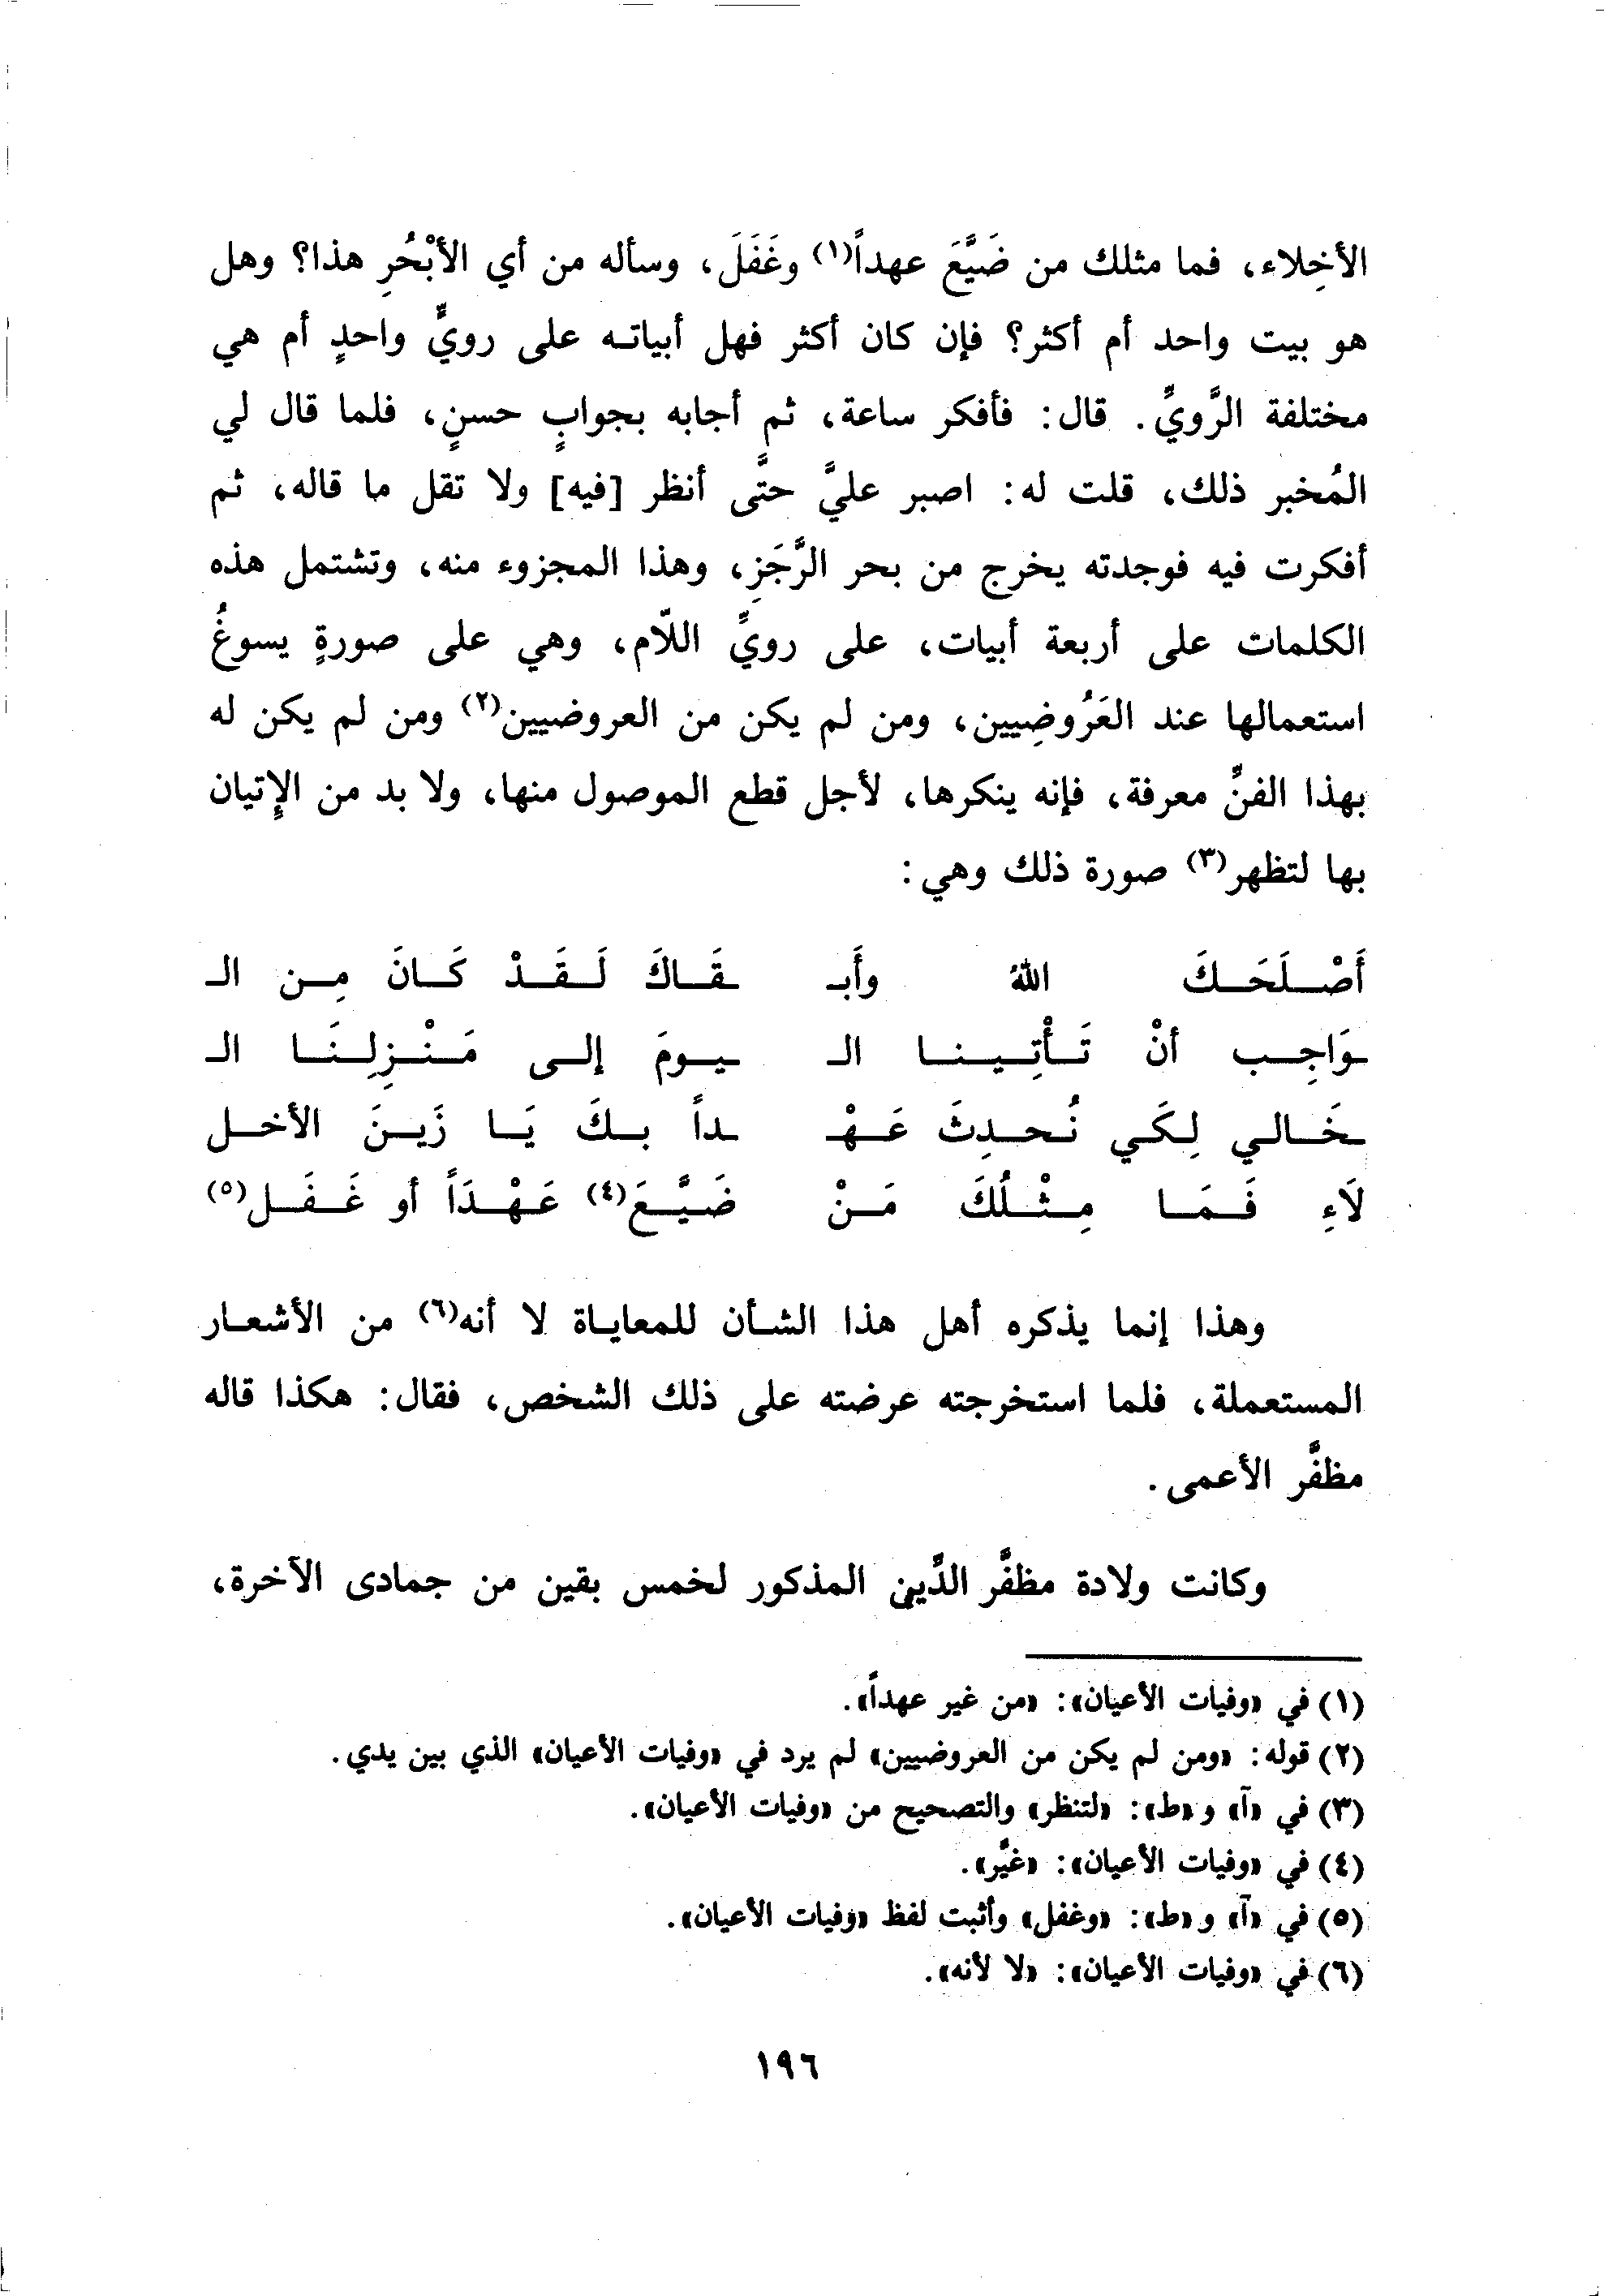 الأخِلاء، فما مثلك من ضَيَّعَ عهداً(١) وغَفَلَ، وسأله من أي الأبْحُرِ هذا؟ وهل
هو بيت واحد أم أكثر؟ فإن كان أكثر فهل أبياتـه على رويٍّ واحدٍ أم هي
مختلفة الرَّويِّ. قال: فأفكر ساعة، ثم أجابه بجوابٍ حسنٍ، فلما قال لي
المُخبر ذلك، قلت له: اصبر عليَّ حتَّى أنظر [فيه] ولا تقل ما قاله، ثم
أفكرت فيه فوجدته يخرج من بحر الرَّجَزِ، وهذا المجزوء منه، وتشتمل هذه
الكلمات على أربعة أبيات، على رويِّ اللّام، وهي على صورةٍ يسوغُ
استعمالها عند العَرُوضِيين، ومن لم يكن من العروضيين(٢) ومن لم يكن له
بهذا الفنِّ معرفة، فإنه ينكرها، لأجل قطع الموصول منها، ولا بد من الإتيان
بها لتظهر(٣) صورة ذلك وهي:
أَصْـلَحَـكَ اللهُ وأَبـ ـقَـاكَ لَـقَـدْ كَـانَ مِـن الـ
ـوَاجِـب أنْ تَـأْتِـيـنـا الـ ـيـومَ إلـى مَـنْـزِلِـنَـا الـ
ـخَـالي لِـكَـي نُـحـدِثَ عَـهْـ ـداً بـكَ يَـا زَيـنَ الأخـل
لَاءِ فَـمَـا مِـثْـلُكَ مَـنْ ضَـيَّـعَ(٤) عَـهْـدَاً أو غَـفَـل(٥)
وهذا إنما يذكره أهل هذا الشـأن للمعايـاة لا أنه(٦) من الأشعـار
المستعملة، فلما استخرجته عرضته على ذلك الشخص، فقال: هكذا قاله
مظفَّر الأعمى.
وكانت ولادة مظفَّر الدِّين المذكور لخمس بقين من جمادى الآخرة،
(١) في «وفيات الأعيان»: «من غير عهداً».
(٢) قوله: «ومن لم يكن من العروضيين» لم يرد في «وفيات الأعيان» الذي بين يدي.
(٣) في «آ» و«ط»: «لتنظر» والتصحيح من «وفيات الأعيان».
(٤) في «وفيات الأعيان»: «غيَّر».
(٥) في «آ» و«ط»: «وغفل» وأثبت لفظ «وفيات الأعيان».
(٦) في «وفيات الأعيان»: «لا لأنه».
١٩٦